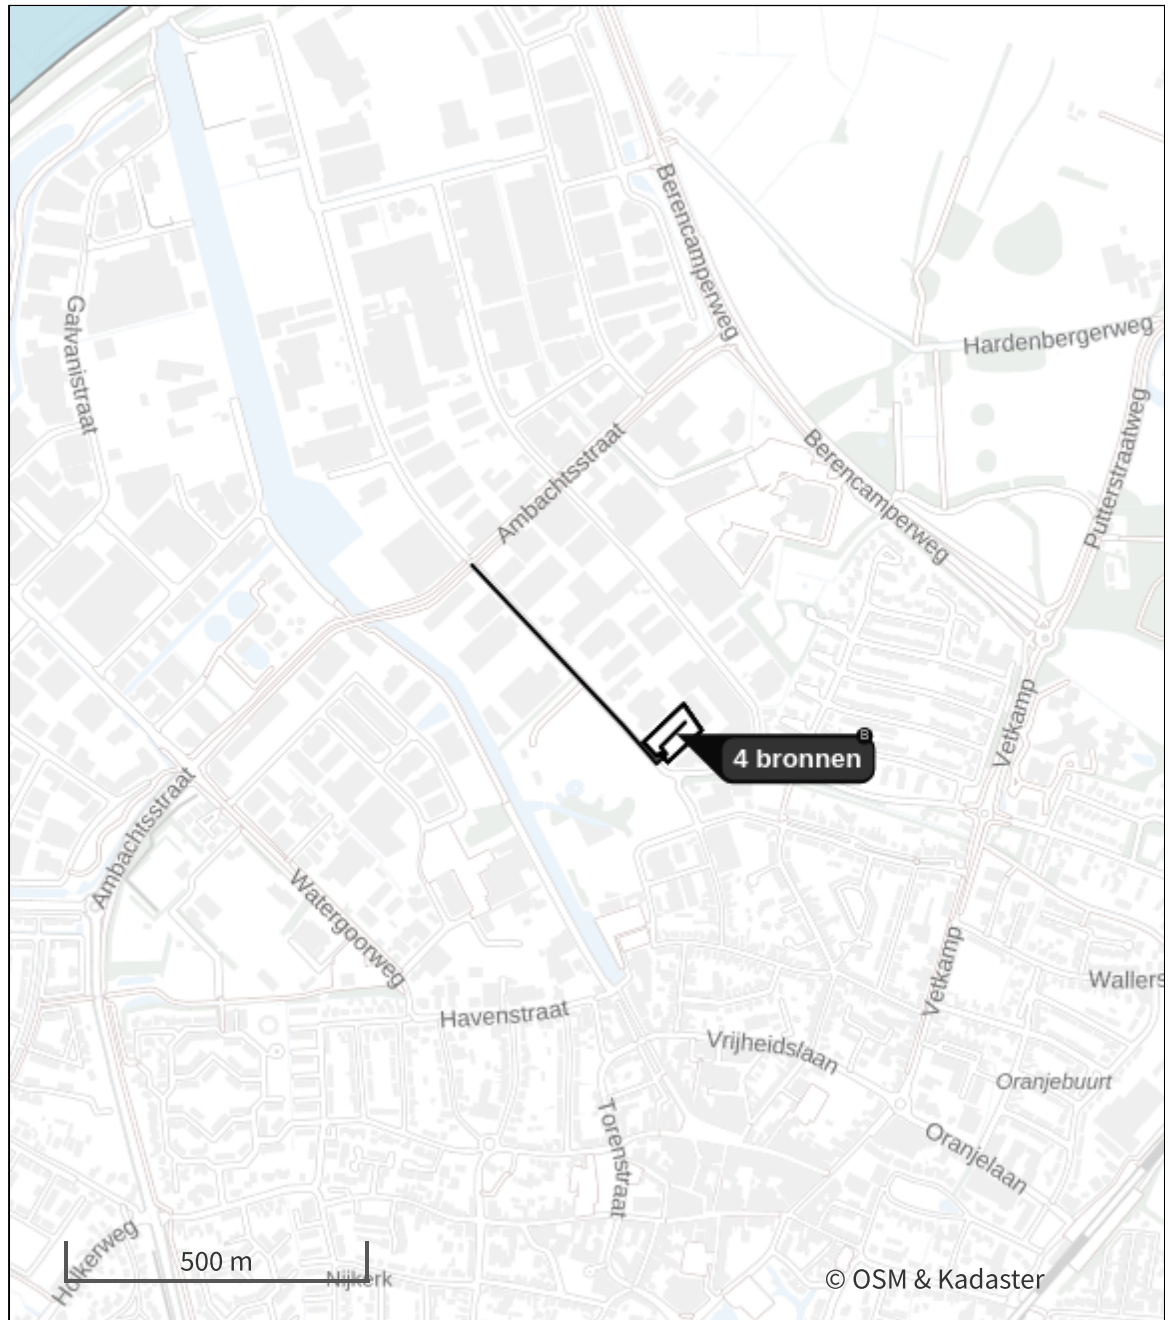 Berencamperweg
Galvanistraat
Hardenbergerweg
Putterstraatweg
Ambachtsstraat
Berencamperweg
Vetkamp
4 bronnen
B
Ambachtsstraat
Watergoorweg
Vetkamp
Wallers
Havenstraat
Vrijheidslaan
Oranjebuurt
Torenstraat
Oranjelaan
Holkerweg
500 m
Nijkerk
© OSM & Kadaster